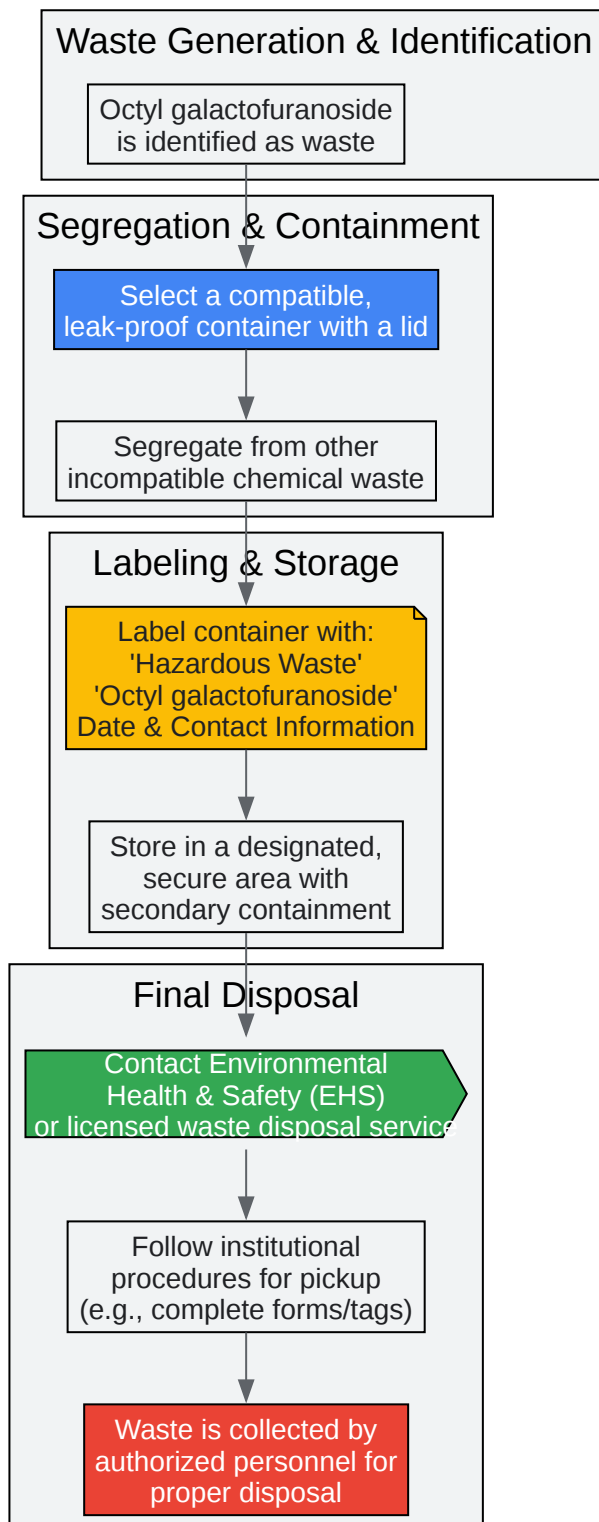 Waste Generation & Identification
Octyl galactofuranoside
is identified as waste
Segregation & Containment
Select a compatible,
leak-proof container with a lid
Segregate from other
incompatible chemical waste
Labeling & Storage
Label container with:
'Hazardous Waste'
'Octyl galactofuranoside'
Date & Contact Information
Store in a designated,
secure area with
secondary containment
Final Disposal
Contact Environmental
Health & Safety (EHS)
or licensed waste disposal service
Follow institutional
procedures for pickup
(e.g., complete forms/tags)
Waste is collected by
authorized personnel for
proper disposal